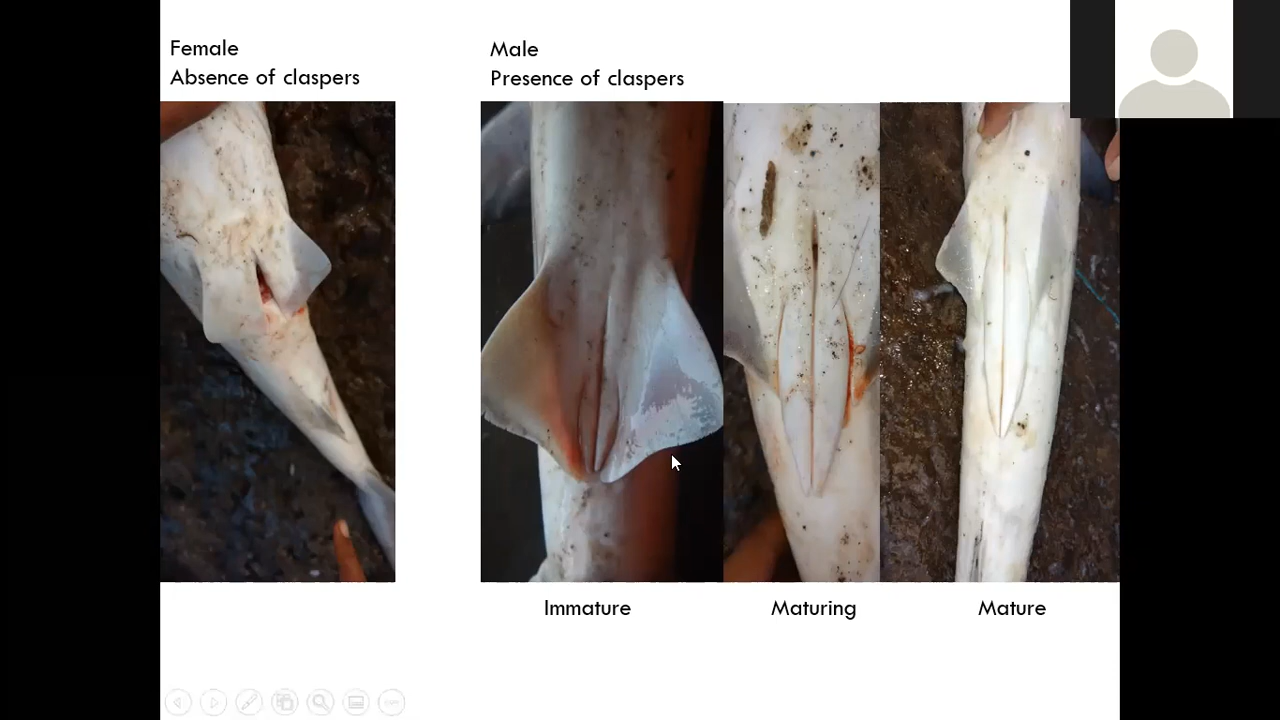 Female
Absence of claspers
Male
Presence of claspers
Immature
Maturing
Mature